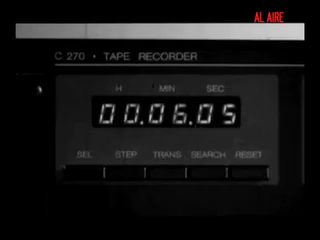 AL AIRE
C 270 • TAPE RECORDER
H MIN SEC
00.06.05
SEL STEP TRANS SEARCH RESET